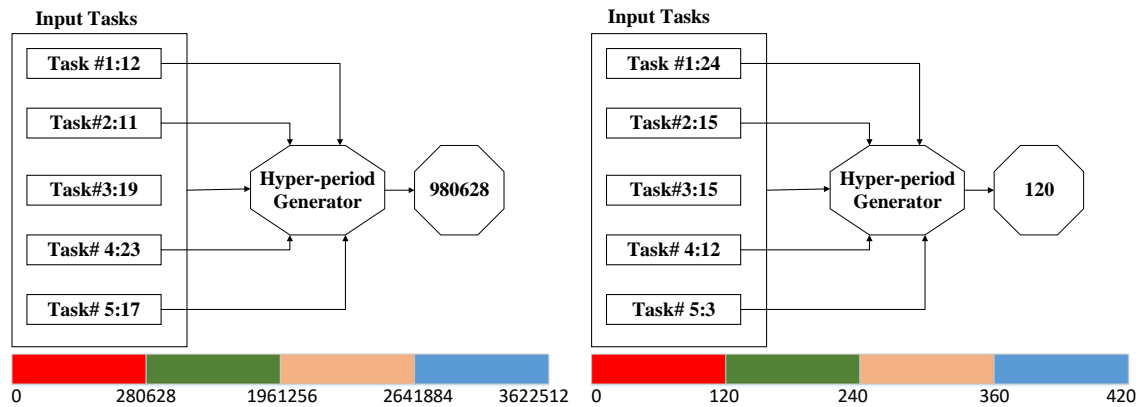 Input Tasks
Task #1:12
Task#2:11
Task#3:19
Task# 4:23
Task# 5:17
Hyper-period
Generator
980628
0 280628 1961256 2641884 3622512
Input Tasks
Task #1:24
Task#2:15
Task#3:15
Task# 4:12
Task# 5:3
Hyper-period
Generator
120
0 120 240 360 420